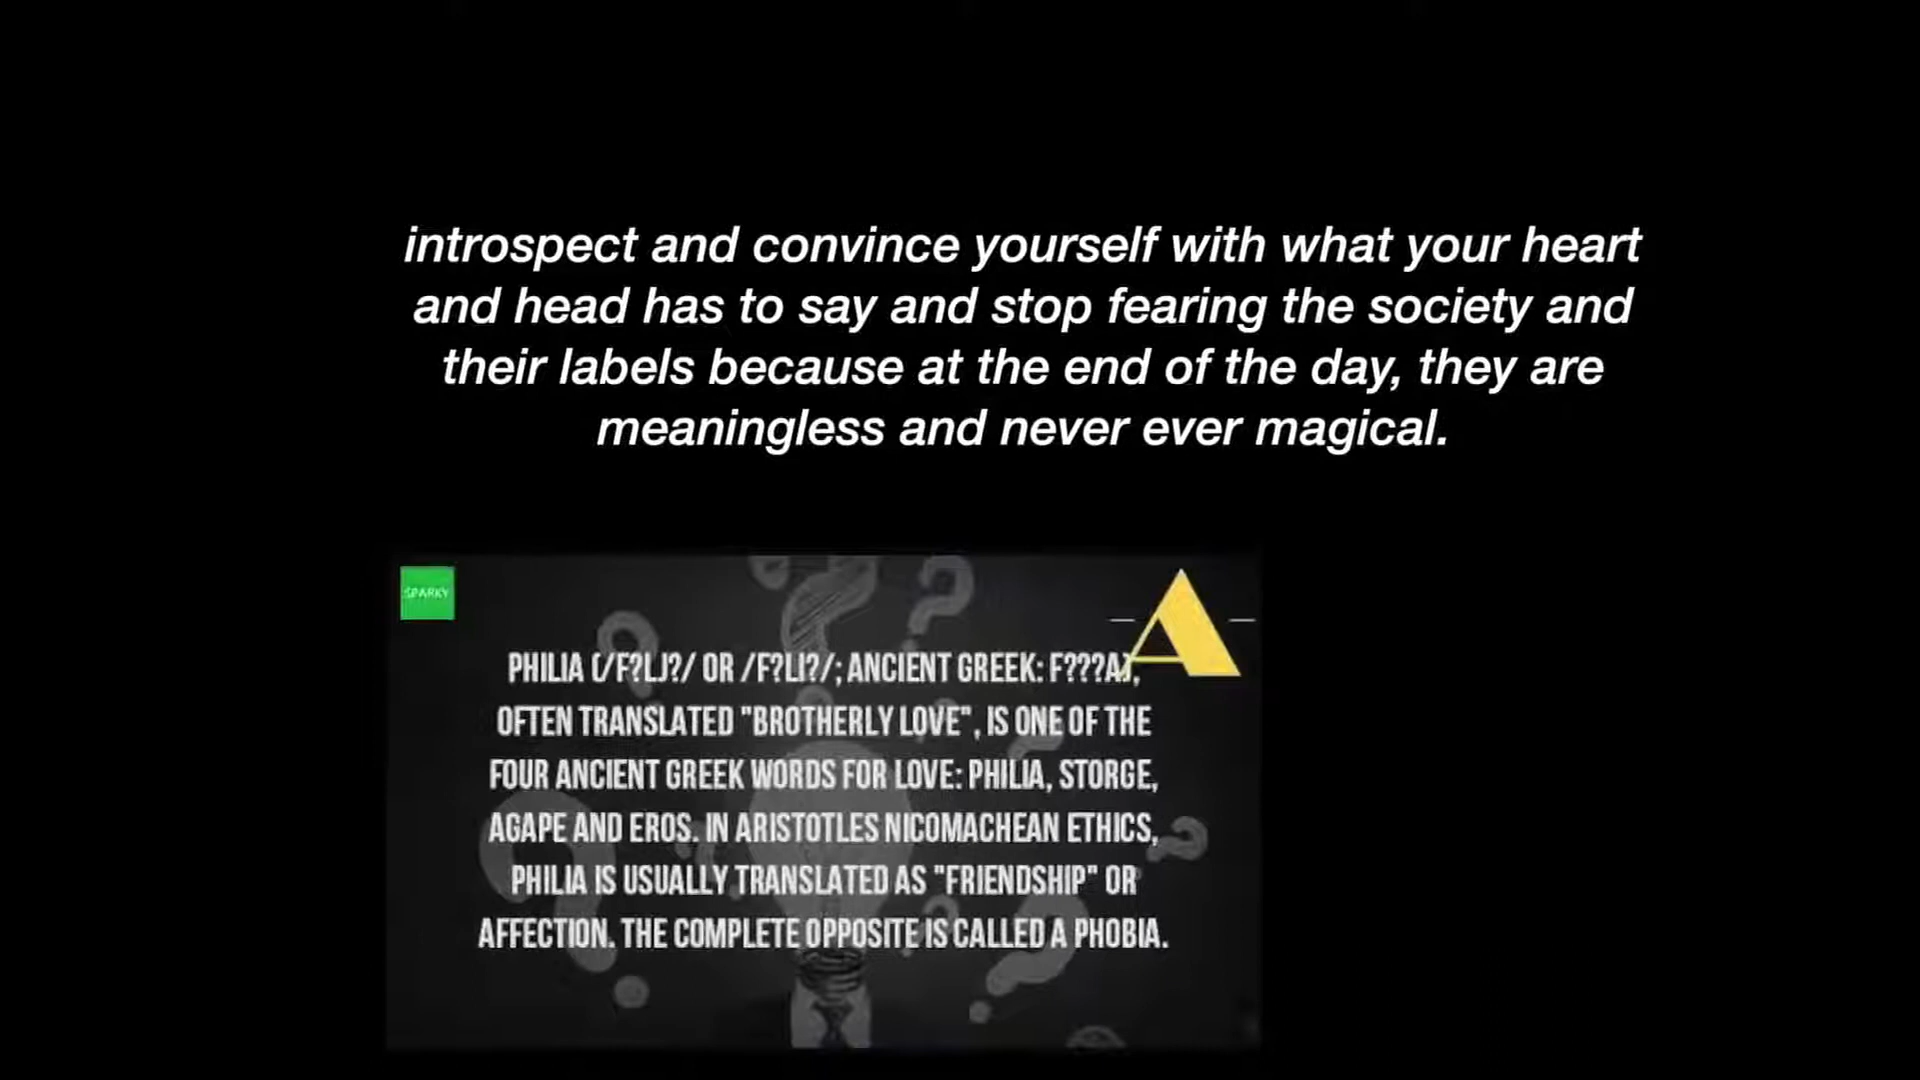 introspect and convince yourself with what your heart
and head has to say and stop fearing the society and
their labels because at the end of the day, they are
meaningless and never ever magical.
SPARKY
A
PHILIA (/F?LJ?/ OR /F?LI?/; ANCIENT GREEK: F???A),
OFTEN TRANSLATED "BROTHERLY LOVE", IS ONE OF THE
FOUR ANCIENT GREEK WORDS FOR LOVE: PHILIA, STORGE,
AGAPE AND EROS. IN ARISTOTLES NICOMACHEAN ETHICS,
PHILIA IS USUALLY TRANSLATED AS "FRIENDSHIP" OR
AFFECTION. THE COMPLETE OPPOSITE IS CALLED A PHOBIA.